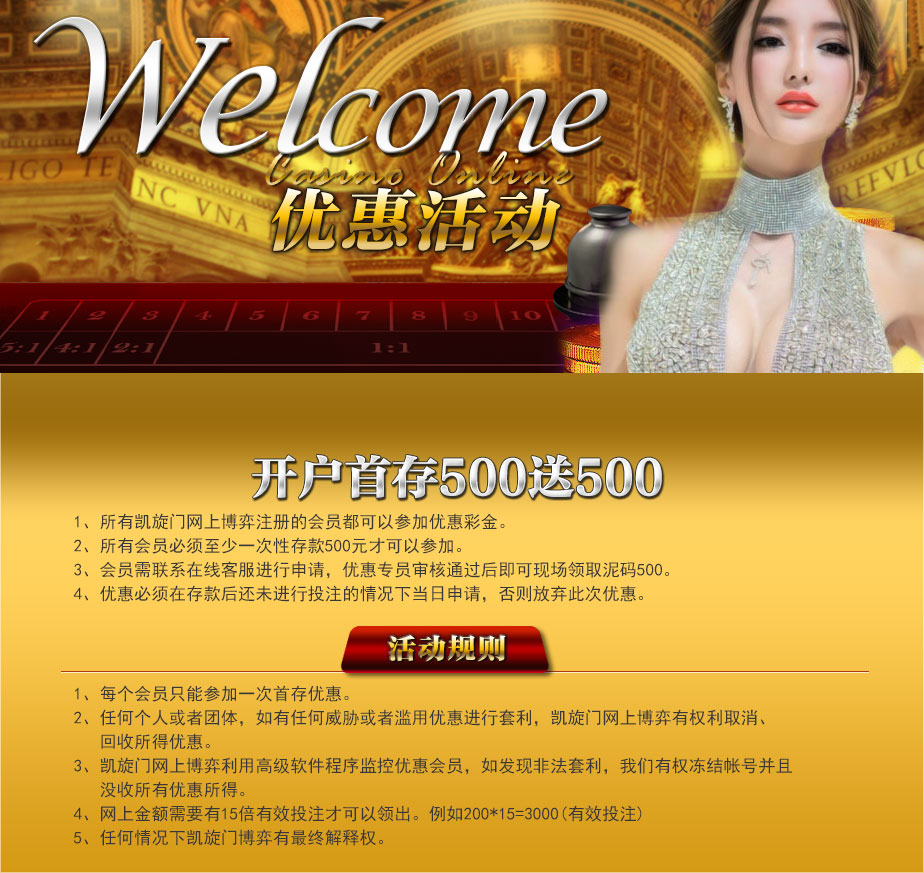 Welcome
Casino Online
优惠活动
LIGO TE
NC VNA
REFVL
1 2 3 4 5 6 7 8 9 10
5:1 4:1 2:1 1:1
开户首存500送500
1、所有凯旋门网上博弈注册的会员都可以参加优惠彩金。
2、所有会员必须至少一次性存款500元才可以参加。
3、会员需联系在线客服进行申请，优惠专员审核通过后即可现场领取泥码500。
4、优惠必须在存款后还未进行投注的情况下当日申请，否则放弃此次优惠。
活动规则
1、每个会员只能参加一次首存优惠。
2、任何个人或者团体，如有任何威胁或者滥用优惠进行套利，凯旋门网上博弈有权利取消、
回收所得优惠。
3、凯旋门网上博弈利用高级软件程序监控优惠会员，如发现非法套利，我们有权冻结帐号并且
没收所有优惠所得。
4、网上金额需要有15倍有效投注才可以领出。例如200*15=3000(有效投注)
5、任何情况下凯旋门博弈有最终解释权。